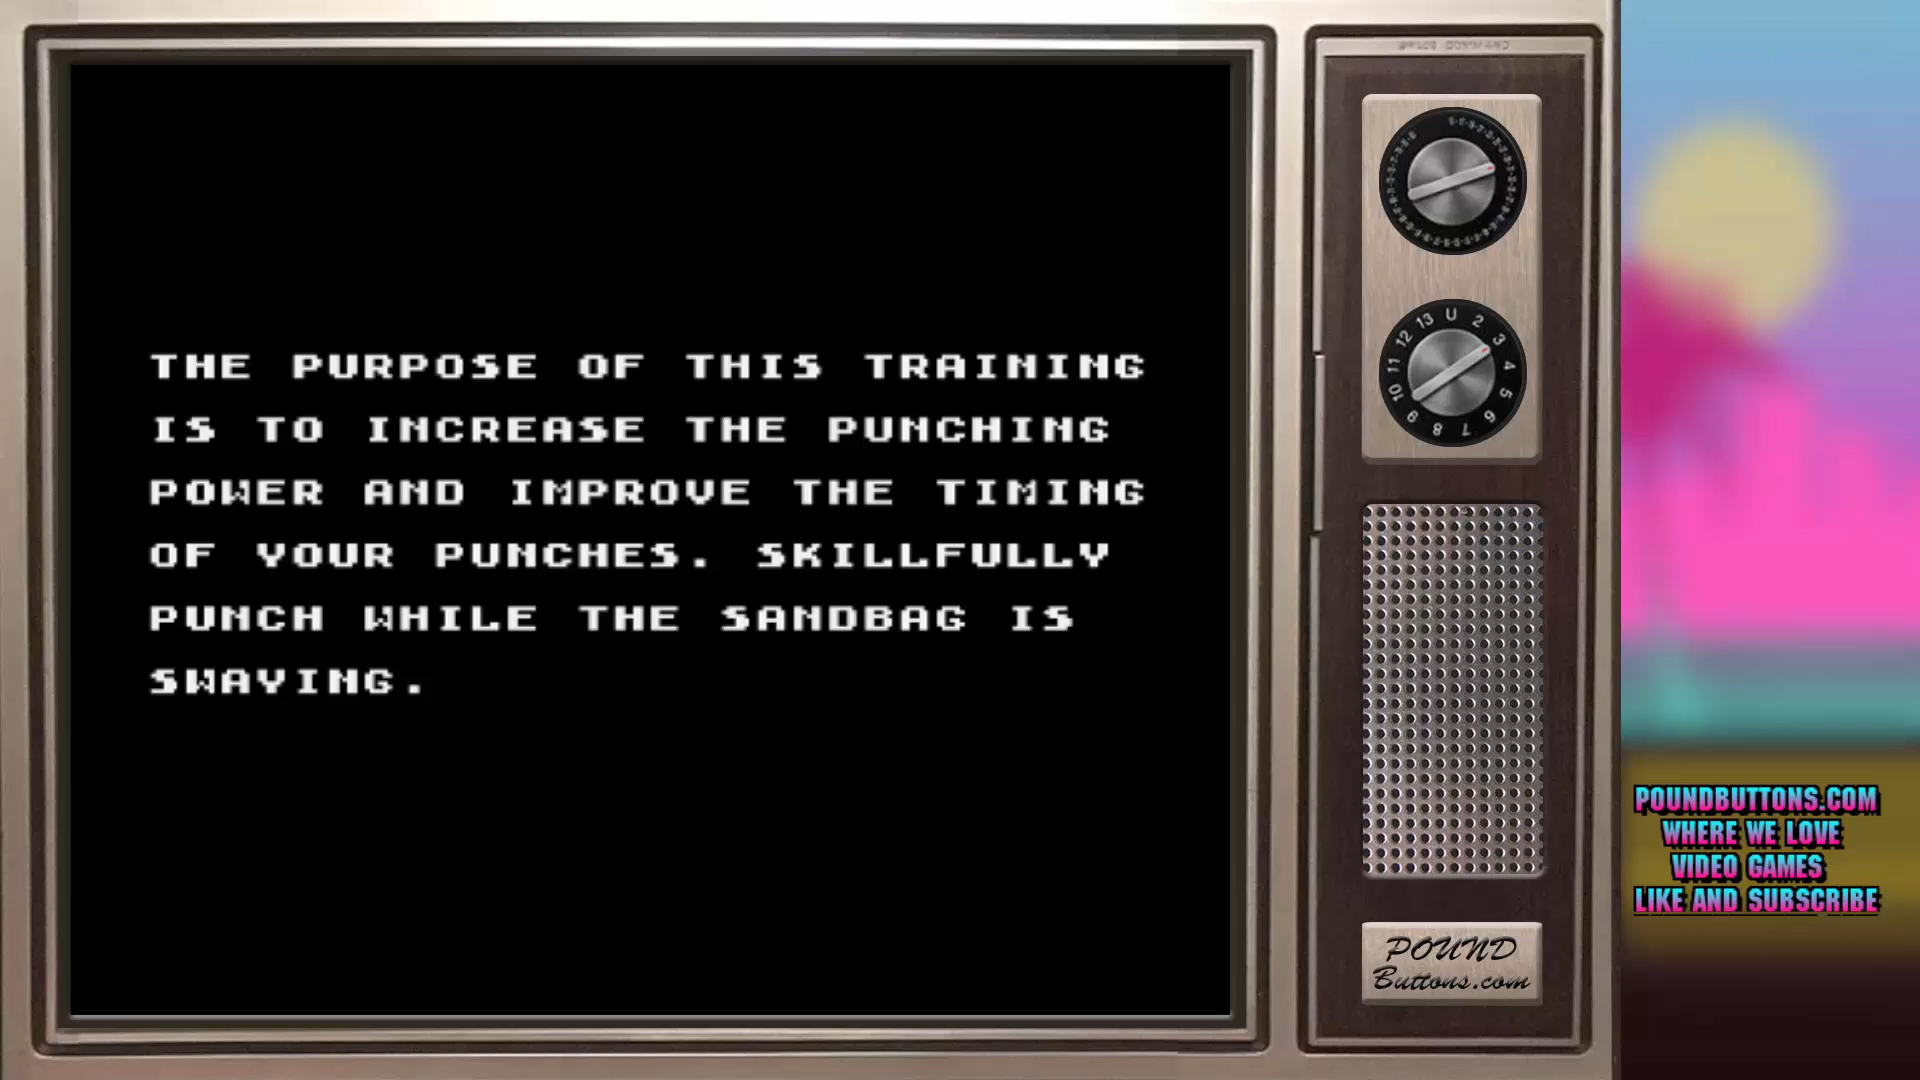 THE PURPOSE OF THIS TRAINING
IS TO INCREASE THE PUNCHING
POWER AND IMPROVE THE TIMING
OF YOUR PUNCHES. SKILLFULLY
PUNCH WHILE THE SANDBAG IS
SWAYING.
SPACE COMMAND
U 2 3 4 5 6 7 8 9 10 11 12 13
POUND
Buttons.com
POUNDBUTTONS.COM
WHERE WE LOVE
VIDEO GAMES
LIKE AND SUBSCRIBE